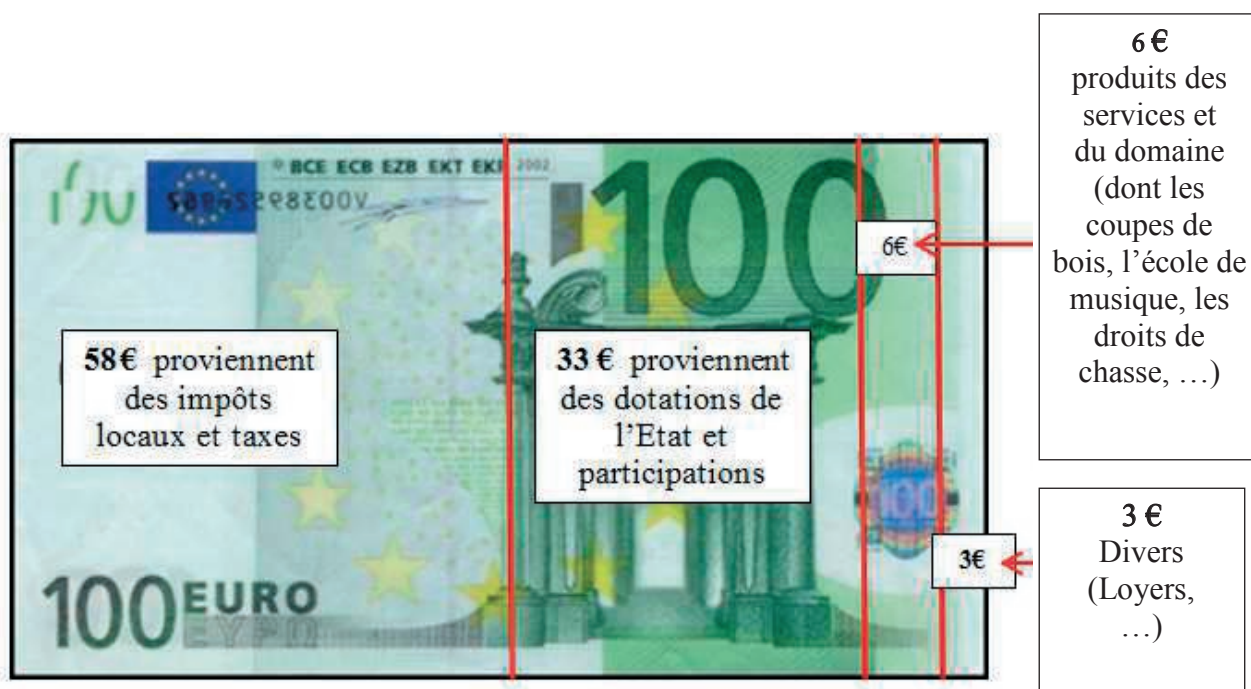 6 €
produits des
services et
du domaine
(dont les
coupes de
bois, l’école de
musique, les
droits de
chasse, …)
BCE ECB EZB EKT EKP 2002
100
6€
58 € proviennent
des impôts
locaux et taxes
33 € proviennent
des dotations de
l’Etat et
participations
100
3€
3 €
Divers
(Loyers,
…)
100 EURO
ΕΥΡΩ